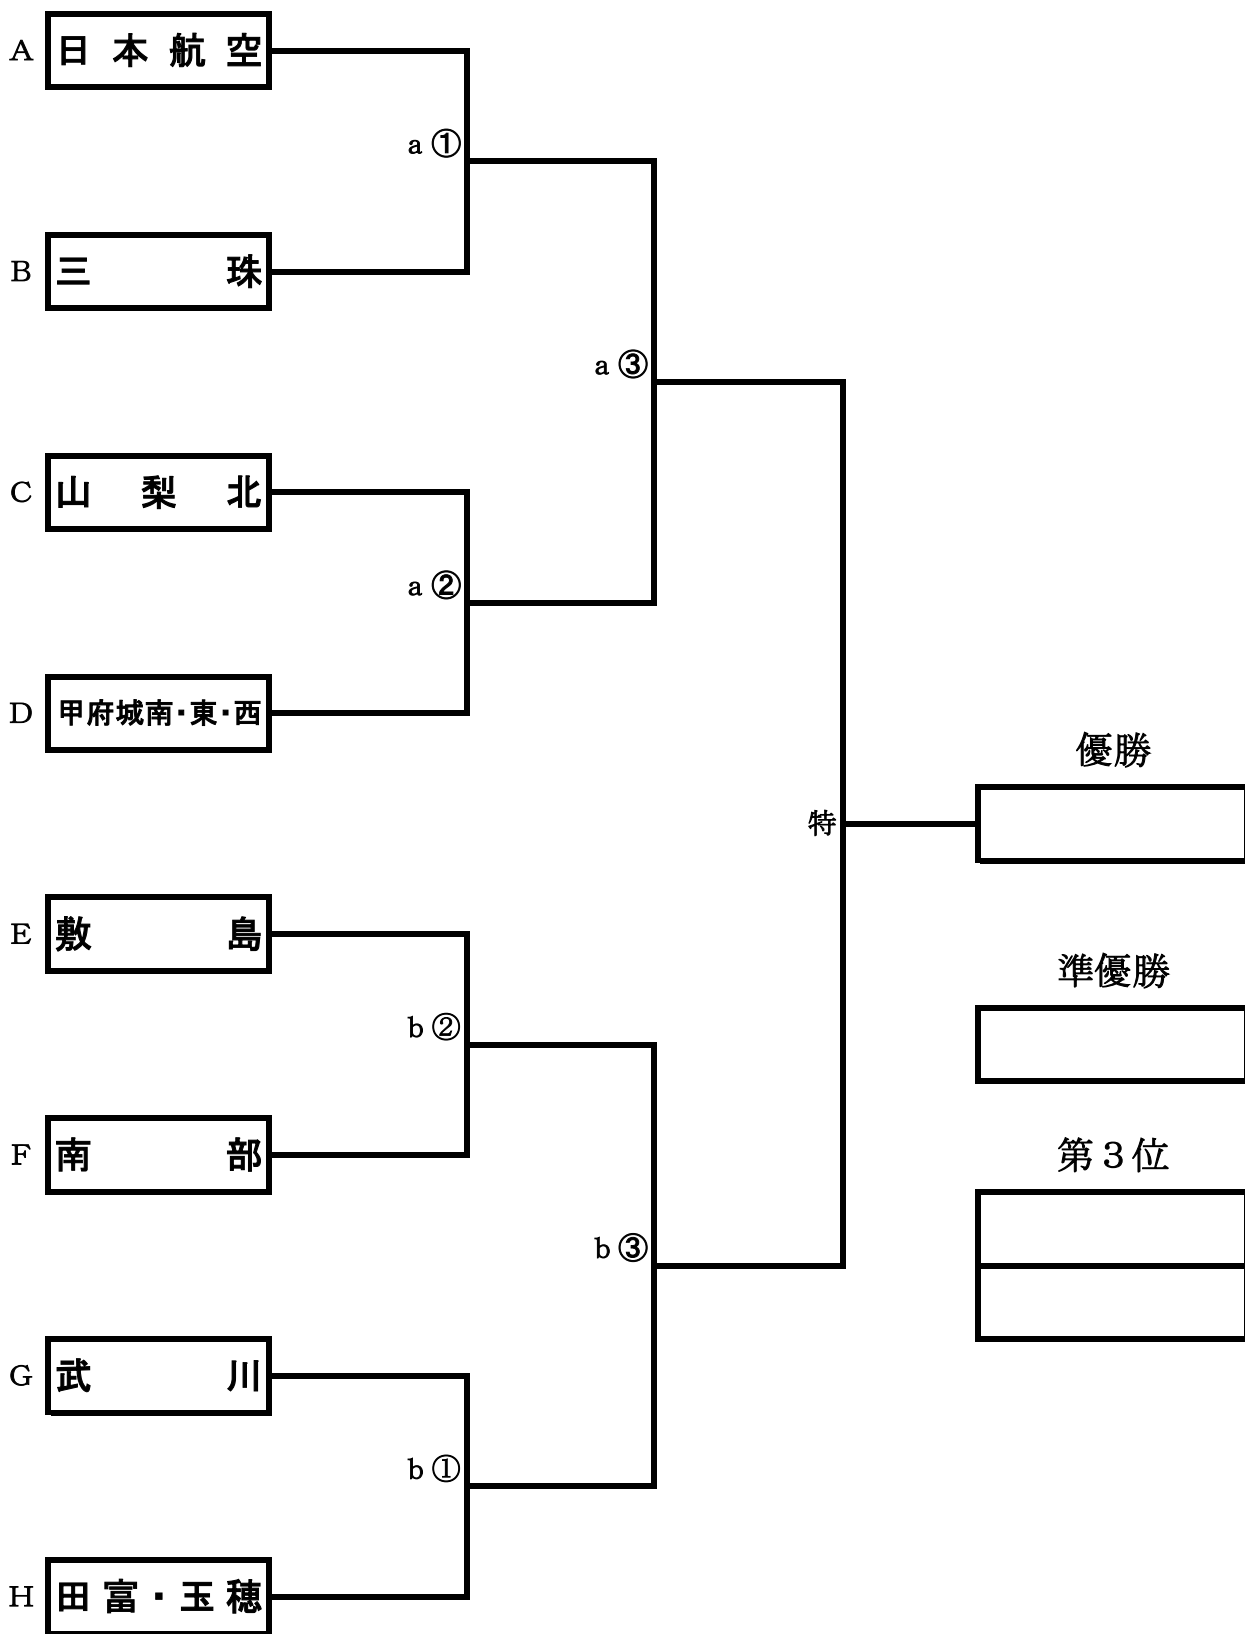 A 日本航空
a ①
B 三珠
a ③
C 山梨北
a ②
D 甲府城南・東・西
優勝
特
E 敷島
準優勝
b ②
F 南部
第３位
b ③
G 武川
b ①
H 田富・玉穂